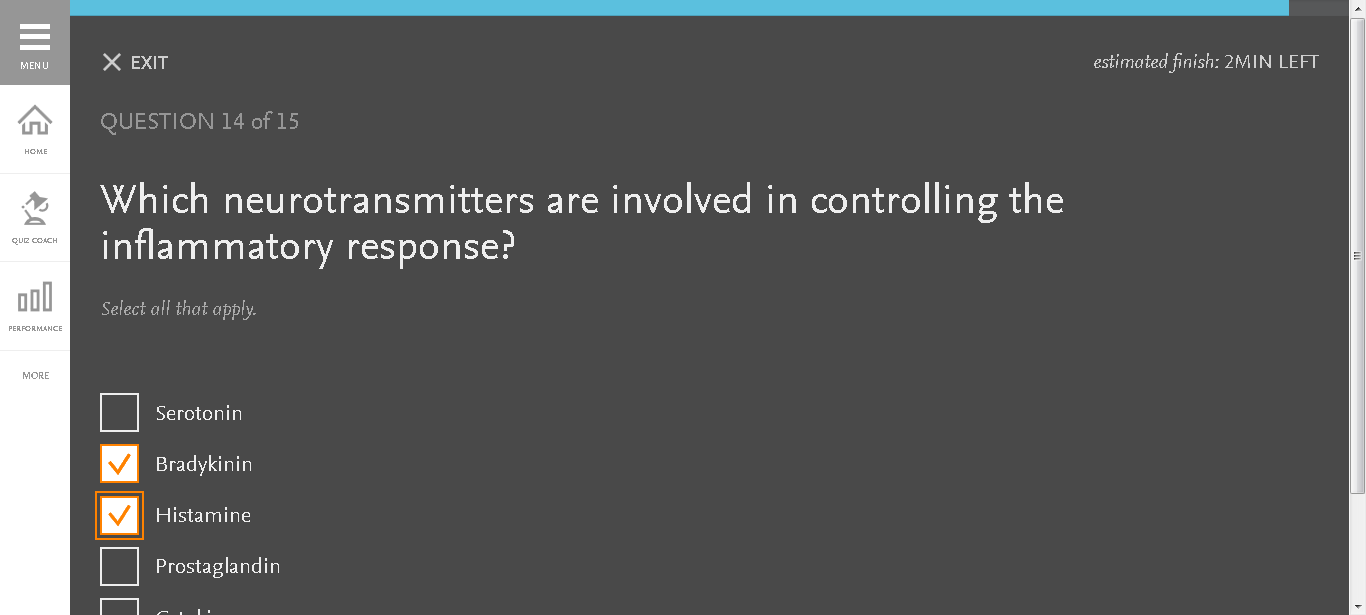 MENU
EXIT
estimated finish: 2MIN LEFT
QUESTION 14 of 15
HOME
Which neurotransmitters are involved in controlling the
inflammatory response?
QUIZ COACH
Select all that apply.
PERFORMANCE
MORE
Serotonin
Bradykinin
Histamine
Prostaglandin